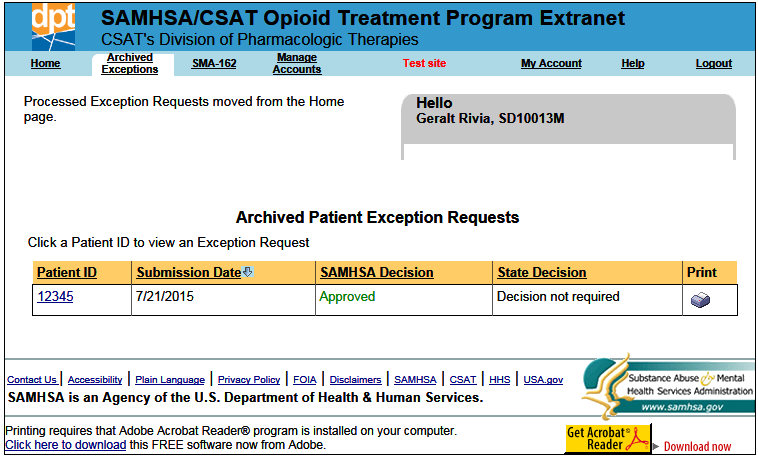 dpt
SAMHSA/CSAT Opioid Treatment Program Extranet
CSAT's Division of Pharmacologic Therapies
Home
Archived
Exceptions
SMA-162
Manage
Accounts
Test site
My Account
Help
Logout
Processed Exception Requests moved from the Home
page.
Hello
Geralt Rivia, SD10013M
Archived Patient Exception Requests
Click a Patient ID to view an Exception Request
Patient ID Submission Date SAMHSA Decision State Decision Print
12345 7/21/2015 Approved Decision not required
Contact Us | Accessibility | Plain Language | Privacy Policy | FOIA | Disclaimers | SAMHSA | CSAT | HHS | USA.gov
SAMHSA is an Agency of the U.S. Department of Health & Human Services.
Substance Abuse & Mental
Health Services Administration
www.samhsa.gov
Printing requires that Adobe Acrobat Reader® program is installed on your computer.
Click here to download this FREE software now from Adobe.
Get Acrobat®
Reader
Download now